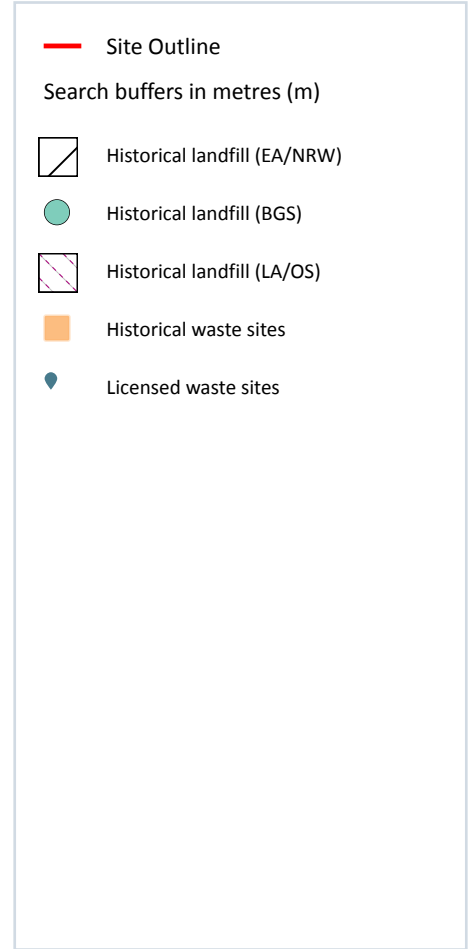 Site Outline
Search buffers in metres (m)
Historical landfill (EA/NRW)
Historical landfill (BGS)
Historical landfill (LA/OS)
Historical waste sites
Licensed waste sites